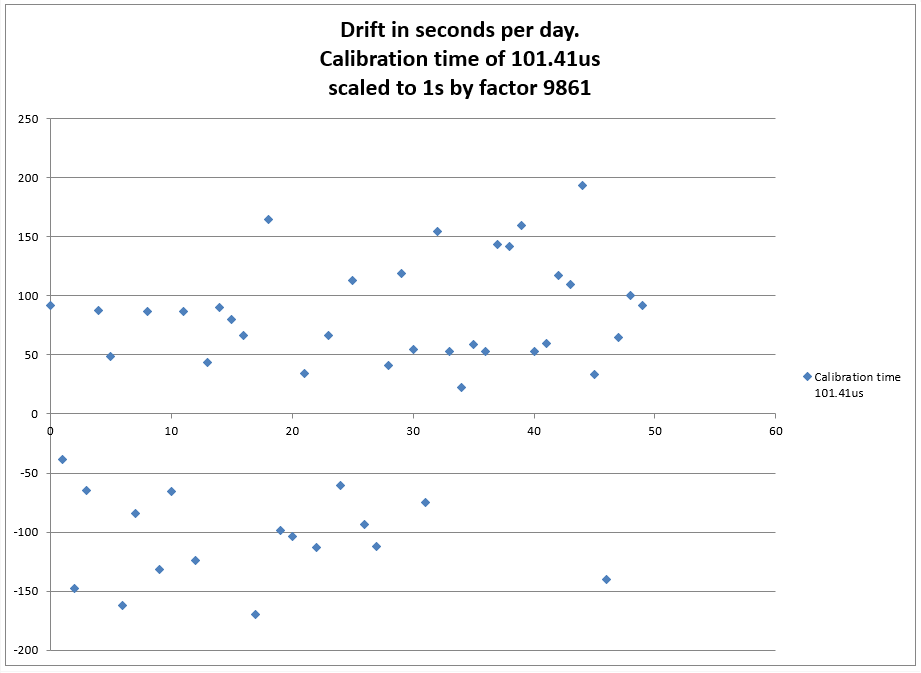 Drift in seconds per day.
Calibration time of 101.41us
scaled to 1s by factor 9861
250
200
150
100
50
0
0 10 20 30 40 50 60
-50
-100
-150
-200
Calibration time
101.41us